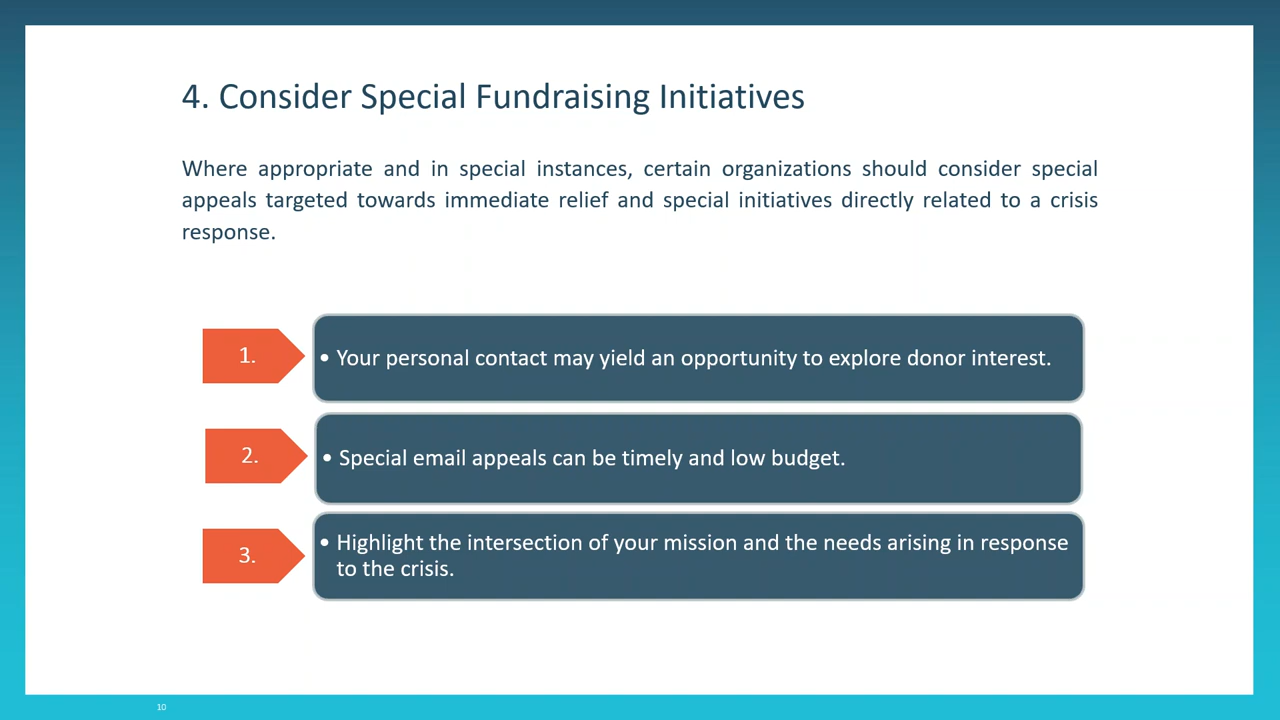 4. Consider Special Fundraising Initiatives
Where appropriate and in special instances, certain organizations should consider special
appeals targeted towards immediate relief and special initiatives directly related to a crisis
response.
1.
• Your personal contact may yield an opportunity to explore donor interest.
2.
• Special email appeals can be timely and low budget.
3.
• Highlight the intersection of your mission and the needs arising in response
to the crisis.
10